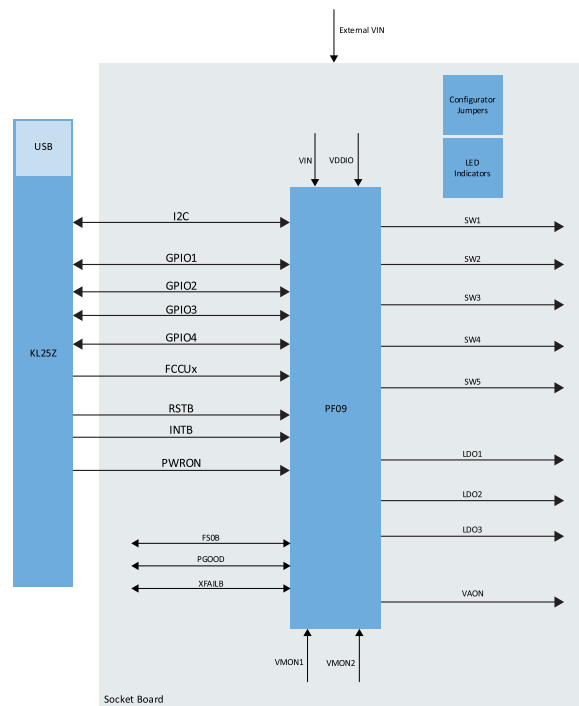 External VIN
Configurator
Jumpers
USB
VIN
VDDIO
LED
Indicators
I2C
SW1
GPIO1
SW2
GPIO2
GPIO3
SW3
GPIO4
SW4
KL25Z
FCCUx
SW5
RSTB
PF09
INTB
PWRON
LDO1
LDO2
FS0B
LDO3
PGOOD
XFAILB
VAON
VMON1
VMON2
Socket Board